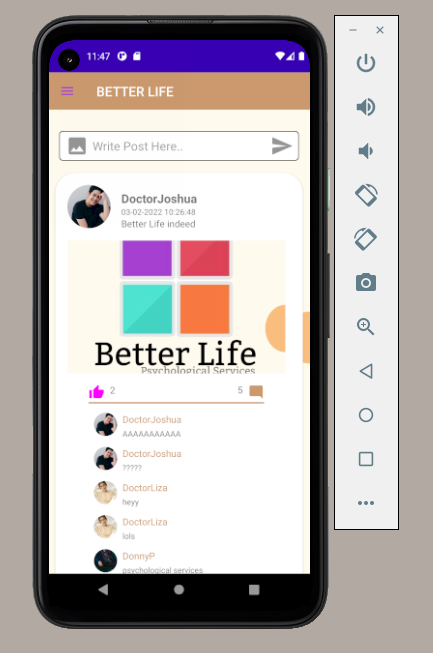 11:47
BETTER LIFE
Write Post Here..
DoctorJoshua
03-02-2022 10:26:48
Better Life indeed
Better Life
Psychological Services
2
5
DoctorJoshua
AAAAAAAAAAA
DoctorJoshua
?????
DoctorLiza
heyy
DoctorLiza
lols
DonnyP
psychological services